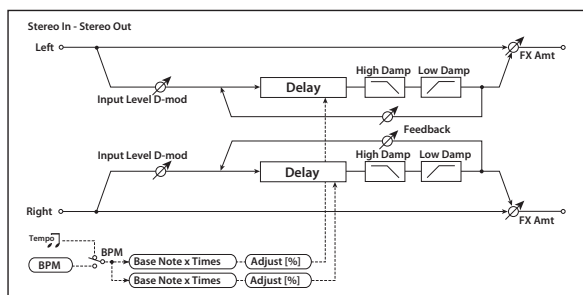 Stereo In - Stereo Out
Left
FX Amt
High Damp
Low Damp
Delay
Input Level D-mod
Feedback
Input Level D-mod
High Damp
Low Damp
Delay
Right
FX Amt
Tempo
BPM
BPM
Base Note x Times
Adjust [%]
Base Note x Times
Adjust [%]